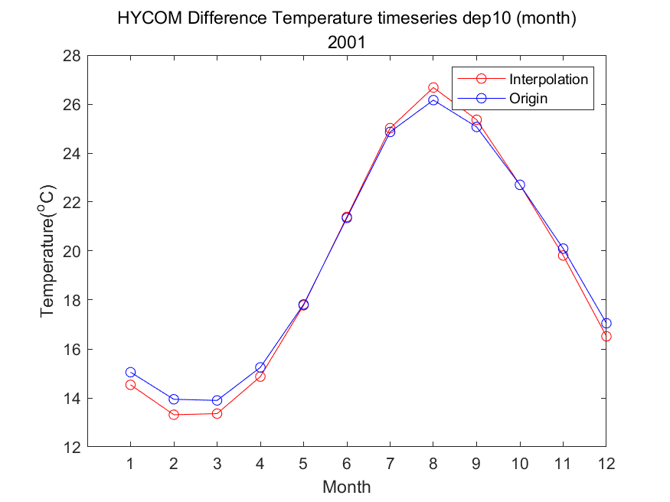 HYCOM Difference Temperature timeseries dep10 (month)
2001
Interpolation
Origin
Temperature(°C)
28
26
24
22
20
18
16
14
12
1 2 3 4 5 6 7 8 9 10 11 12
Month